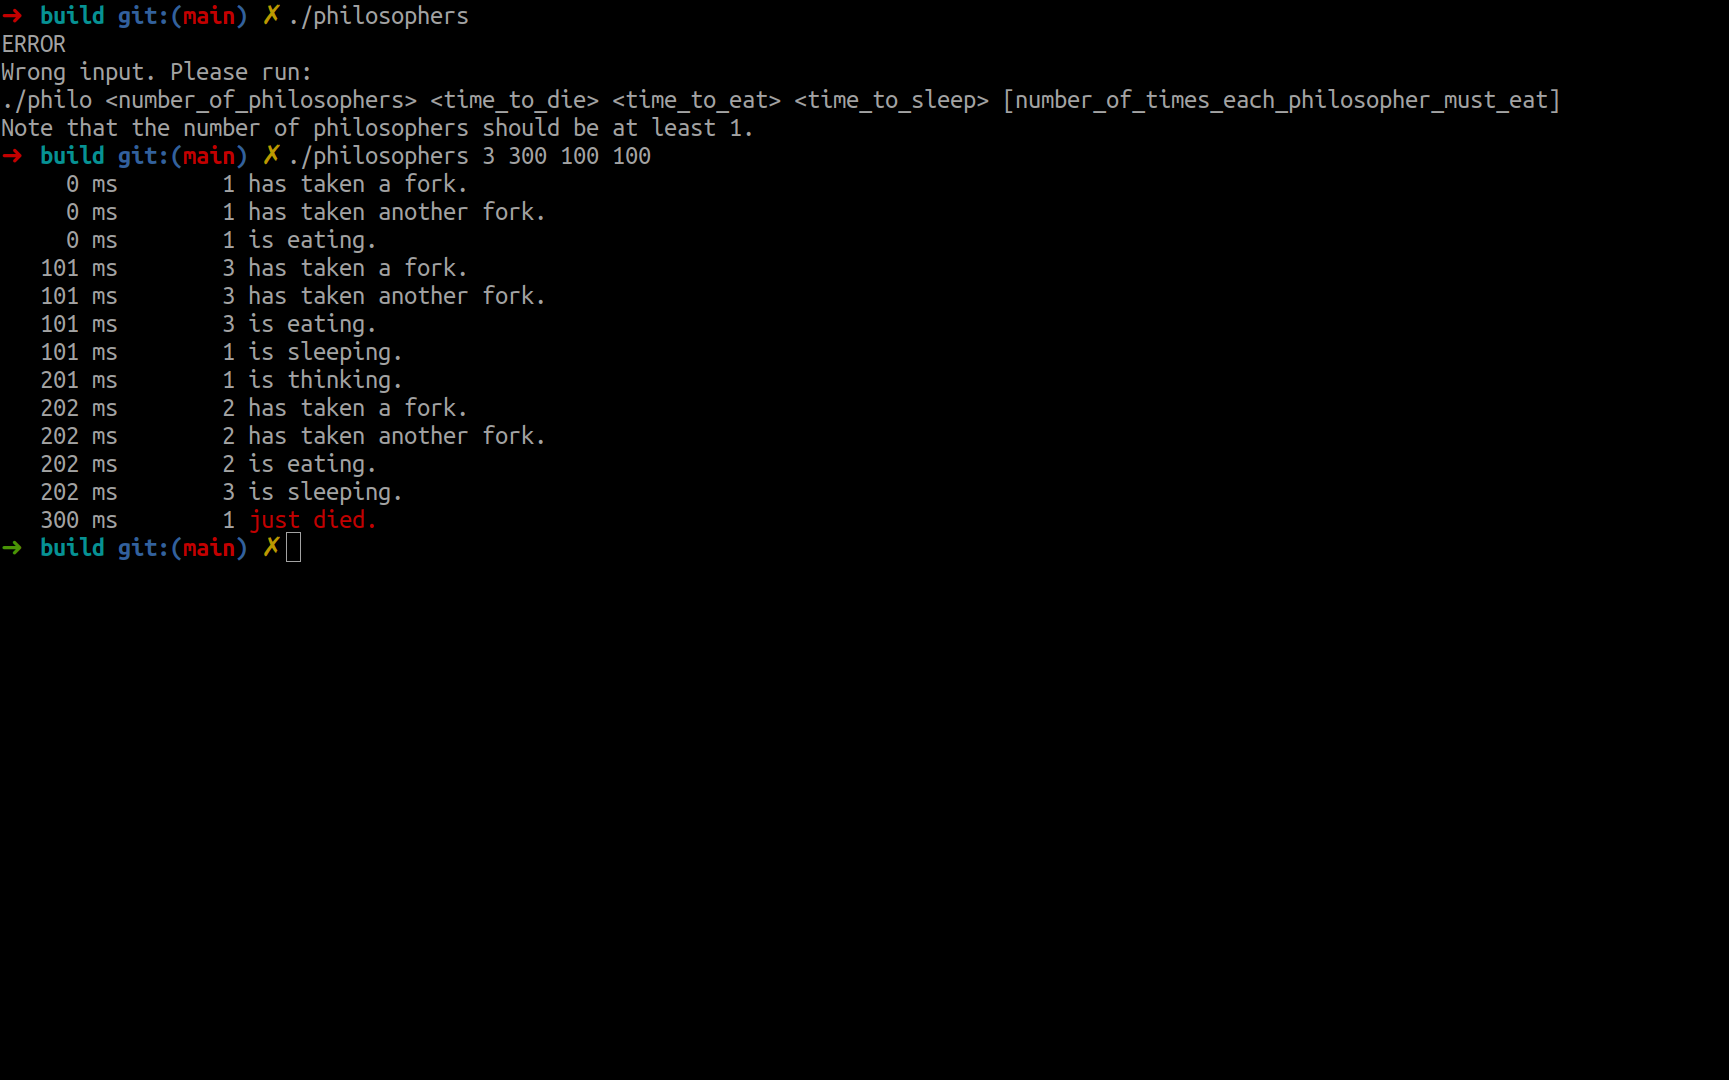 ➜ build git:(main) ✗ ./philosophers
ERROR
Wrong input. Please run:
./philo <number_of_philosophers> <time_to_die> <time_to_eat> <time_to_sleep> [number_of_times_each_philosopher_must_eat]
Note that the number of philosophers should be at least 1.
➜ build git:(main) ✗ ./philosophers 3 300 100 100
0 ms 1 has taken a fork.
0 ms 1 has taken another fork.
0 ms 1 is eating.
101 ms 3 has taken a fork.
101 ms 3 has taken another fork.
101 ms 3 is eating.
101 ms 1 is sleeping.
201 ms 1 is thinking.
202 ms 2 has taken a fork.
202 ms 2 has taken another fork.
202 ms 2 is eating.
202 ms 3 is sleeping.
300 ms 1 just died.
➜ build git:(main) ✗